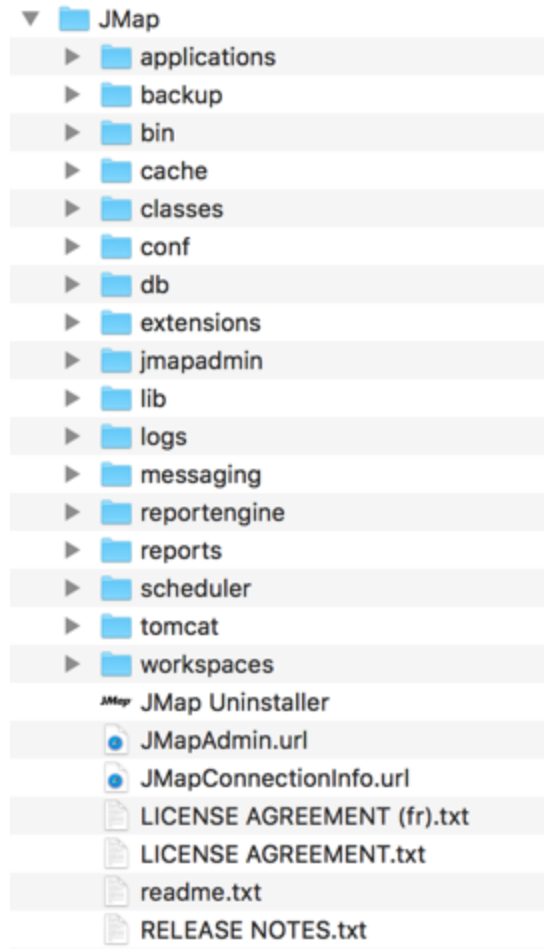 JMap
applications
backup
bin
cache
classes
conf
db
extensions
jmapadmin
lib
logs
messaging
reportengine
reports
scheduler
tomcat
workspaces
JMap JMap Uninstaller
JMapAdmin.url
JMapConnectionInfo.url
LICENSE AGREEMENT (fr).txt
LICENSE AGREEMENT.txt
readme.txt
RELEASE NOTES.txt